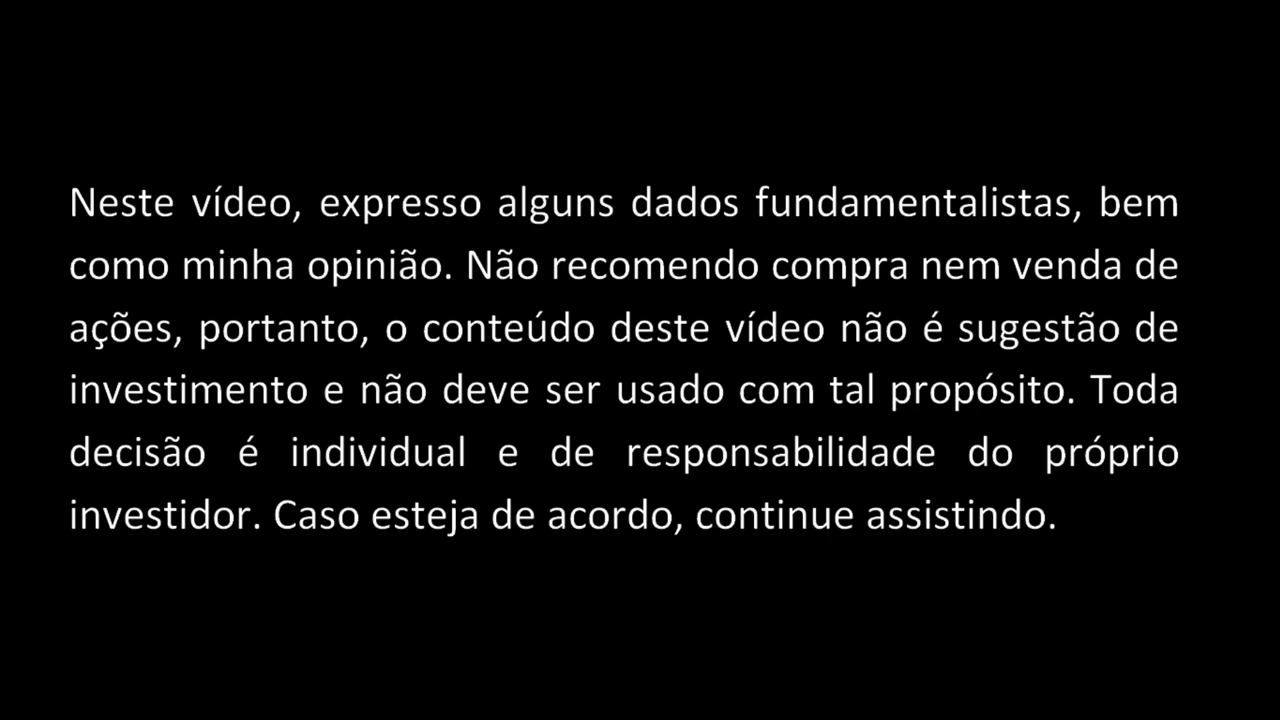 Neste vídeo, expresso alguns dados fundamentalistas, bem
como minha opinião. Não recomendo compra nem venda de
ações, portanto, o conteúdo deste vídeo não é sugestão de
investimento e não deve ser usado com tal propósito. Toda
decisão é individual e de responsabilidade do próprio
investidor. Caso esteja de acordo, continue assistindo.